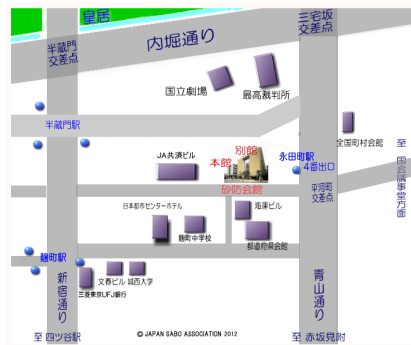 皇居
内堀通り
三宅坂
交差点
半蔵門
交差点
国立劇場
最高裁判所
半蔵門駅
全国町村会館
別館
本館
JA共済ビル
永田町駅
4番出口
至 国会議事堂方面
砂防会館
平河町
交差点
日本都市センターホテル
海運ビル
麹町中学校
都道府県会館
麹町駅
新宿通り
文春ビル
城西大学
三菱東京UFJ銀行
青山通り
至 四ツ谷駅
© JAPAN SABO ASSOCIATION 2012
至 赤坂見附